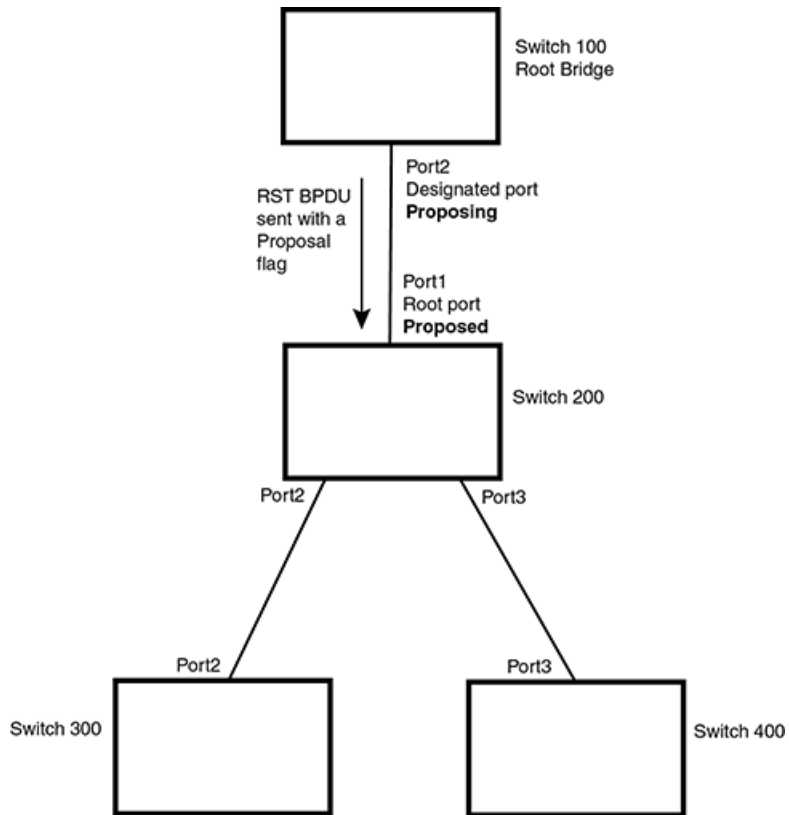 Switch 100
Root Bridge
Port2
Designated port
Proposing
RST BPDU
sent with a
Proposal
flag
Port1
Root port
Proposed
Switch 200
Port2
Port3
Port2
Port3
Switch 300
Switch 400